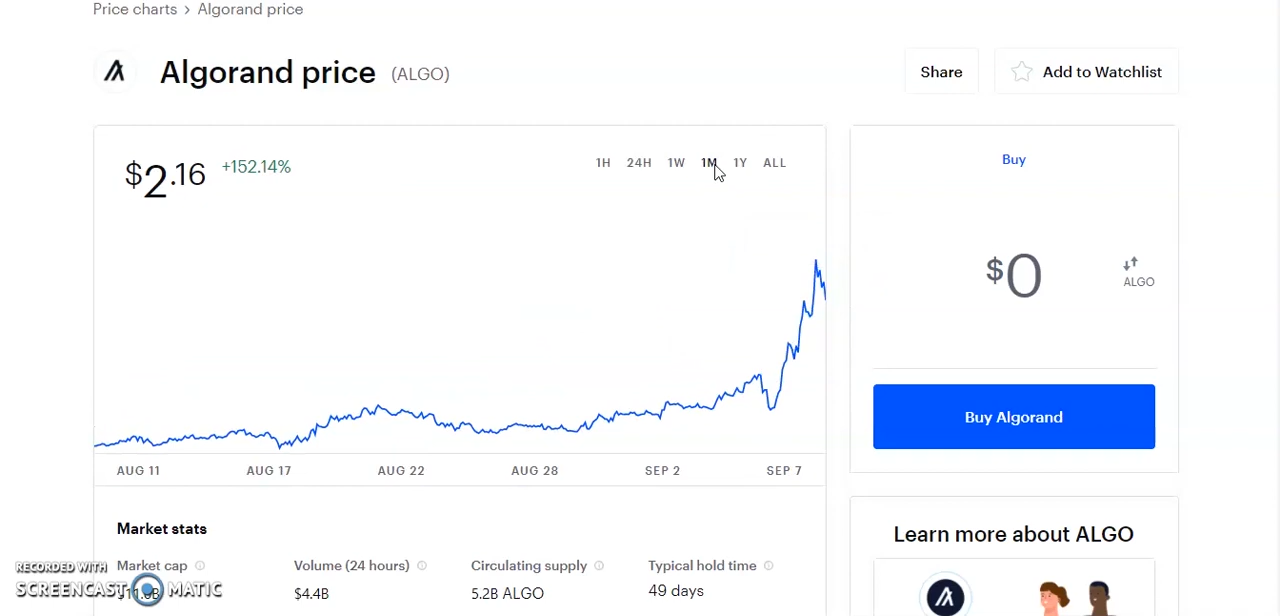 Price charts › Algorand price
Algorand price (ALGO)
Share
Add to Watchlist
$2.16 +152.14%
1H 24H 1W 1M 1Y ALL
AUG 11 AUG 17 AUG 22 AUG 28 SEP 2 SEP 7
Buy
$0
ALGO
Buy Algorand
Market stats
Market cap
Volume (24 hours) Circulating supply Typical hold time
$4.4B 5.2B ALGO 49 days
Learn more about ALGO
RECORDED WITH
SCREENCAST MATIC